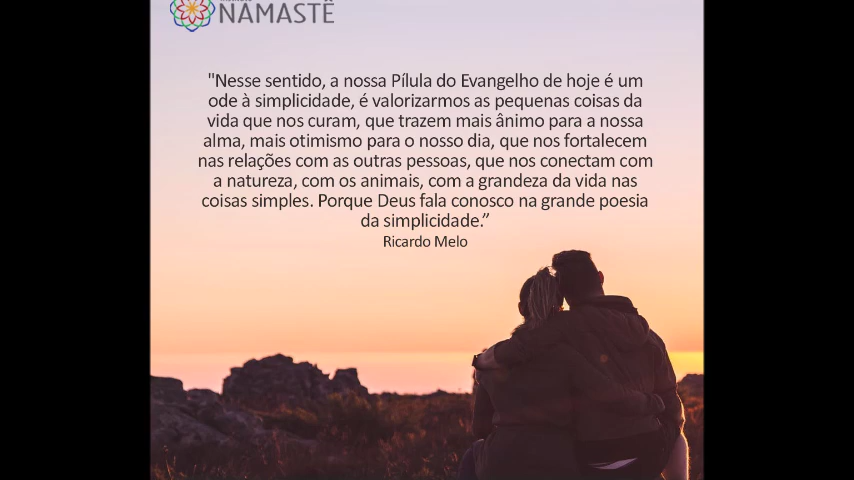 NAMASTÊ
"Nesse sentido, a nossa Pílula do Evangelho de hoje é um
ode à simplicidade, é valorizarmos as pequenas coisas da
vida que nos curam, que trazem mais ânimo para a nossa
alma, mais otimismo para o nosso dia, que nos fortalecem
nas relações com as outras pessoas, que nos conectam com
a natureza, com os animais, com a grandeza da vida nas
coisas simples. Porque Deus fala conosco na grande poesia
da simplicidade.”
Ricardo Melo